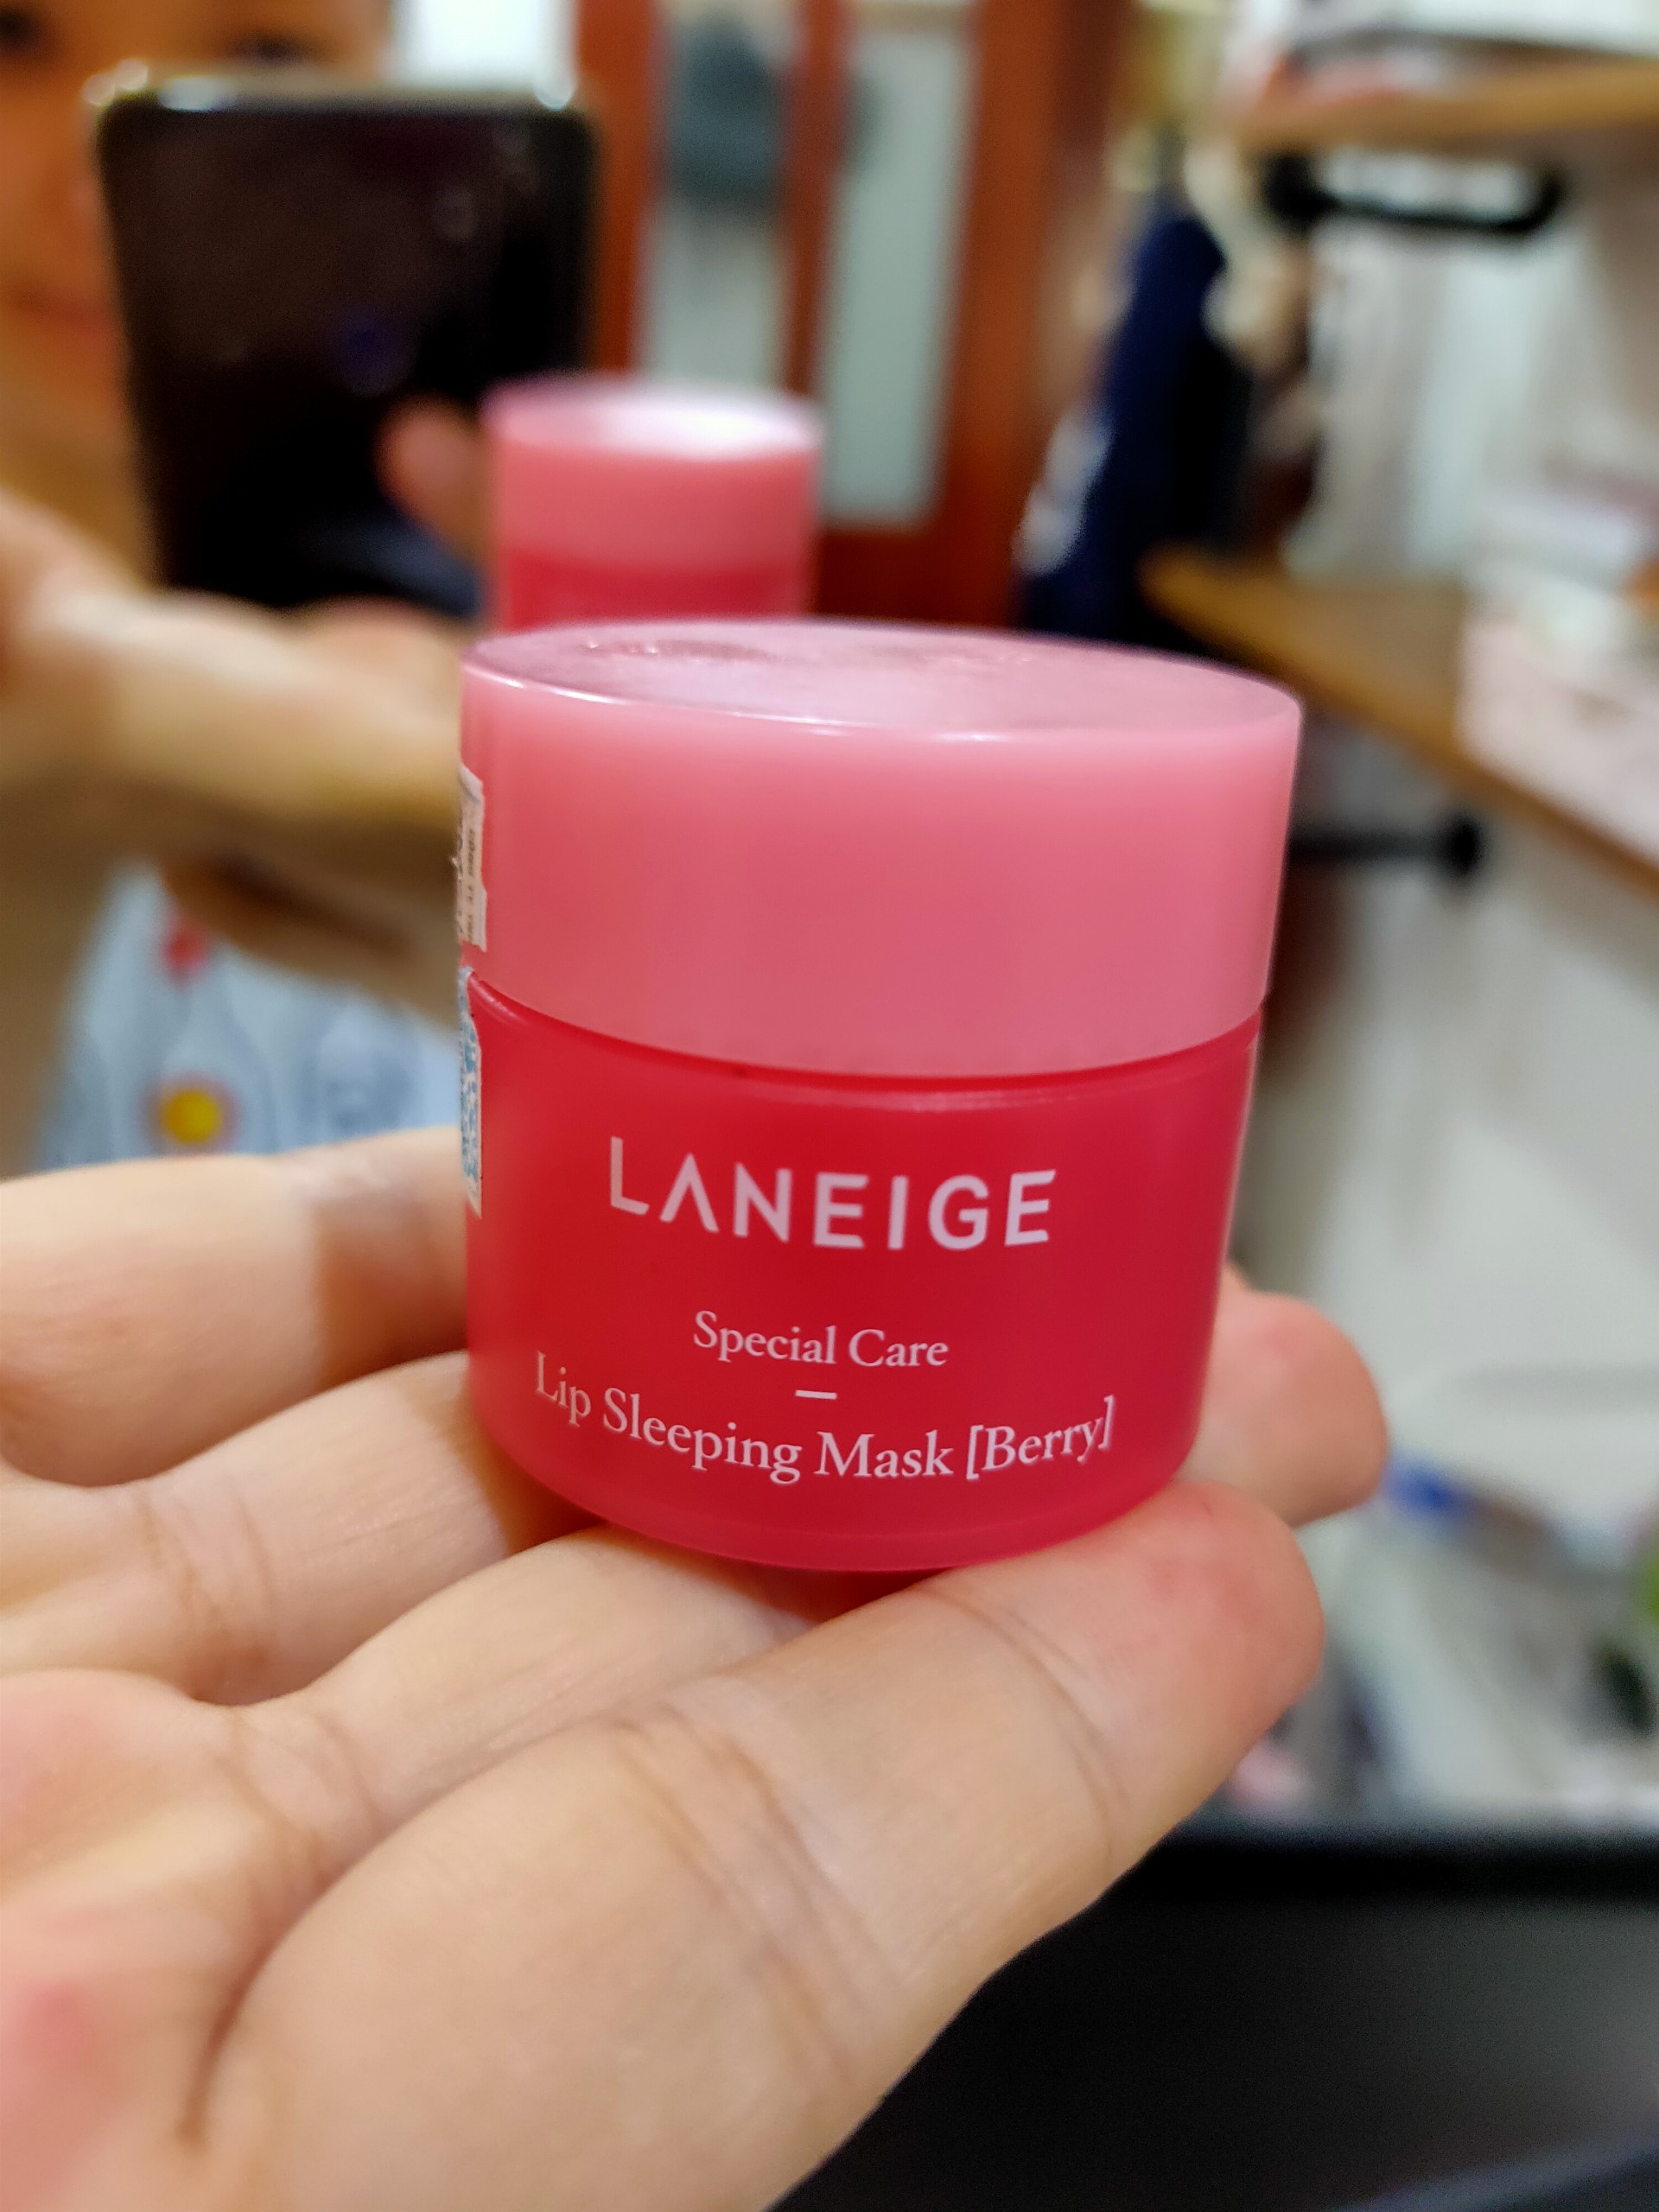 LANEIGE
Special Care
Lip Sleeping Mask [Berry]